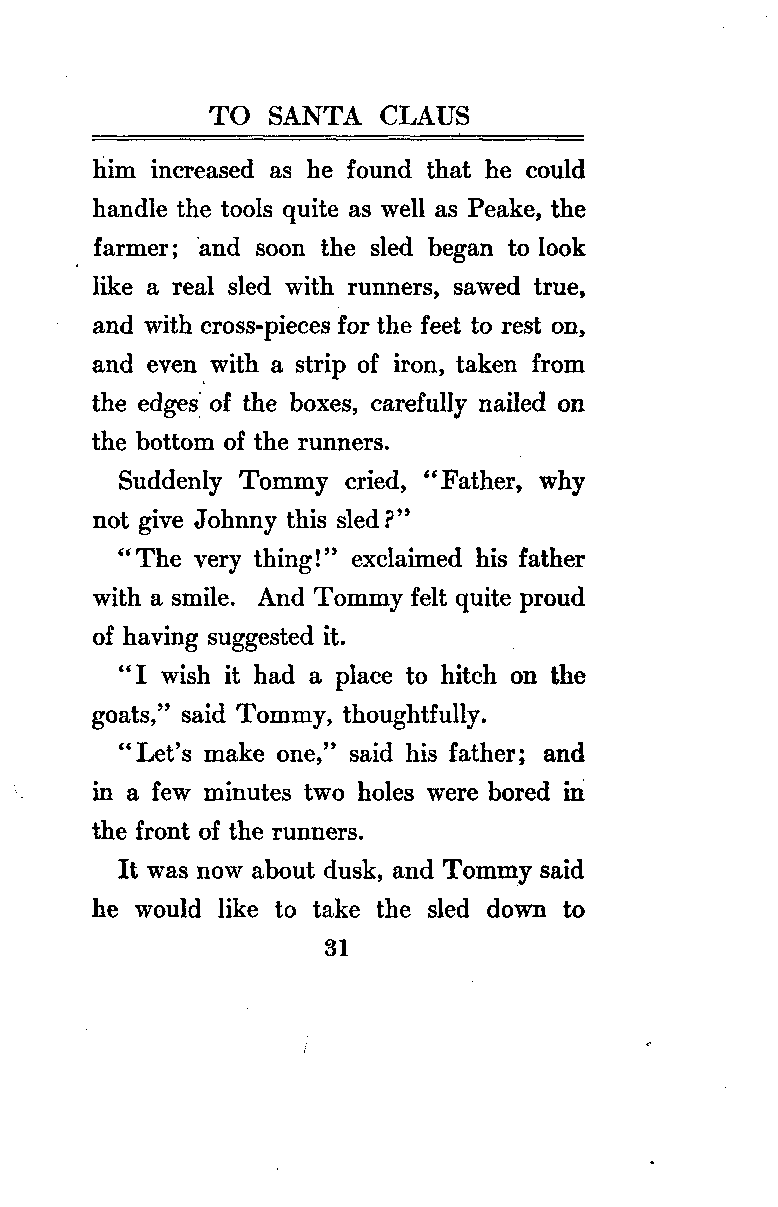 TO SANTA CLAUS
him increased as he found that he could
handle the tools quite as well as Peake, the
farmer; and soon the sled began to look
like a real sled with runners, sawed true,
and with cross-pieces for the feet to rest on,
and even with a strip of iron, taken from
the edges of the boxes, carefully nailed on
the bottom of the runners.
Suddenly Tommy cried, “Father, why
not give Johnny this sled?”
“The very thing!” exclaimed his father
with a smile. And Tommy felt quite proud
of having suggested it.
“I wish it had a place to hitch on the
goats,” said Tommy, thoughtfully.
“Let’s make one,” said his father; and
in a few minutes two holes were bored in
the front of the runners.
It was now about dusk, and Tommy said
he would like to take the sled down to
31